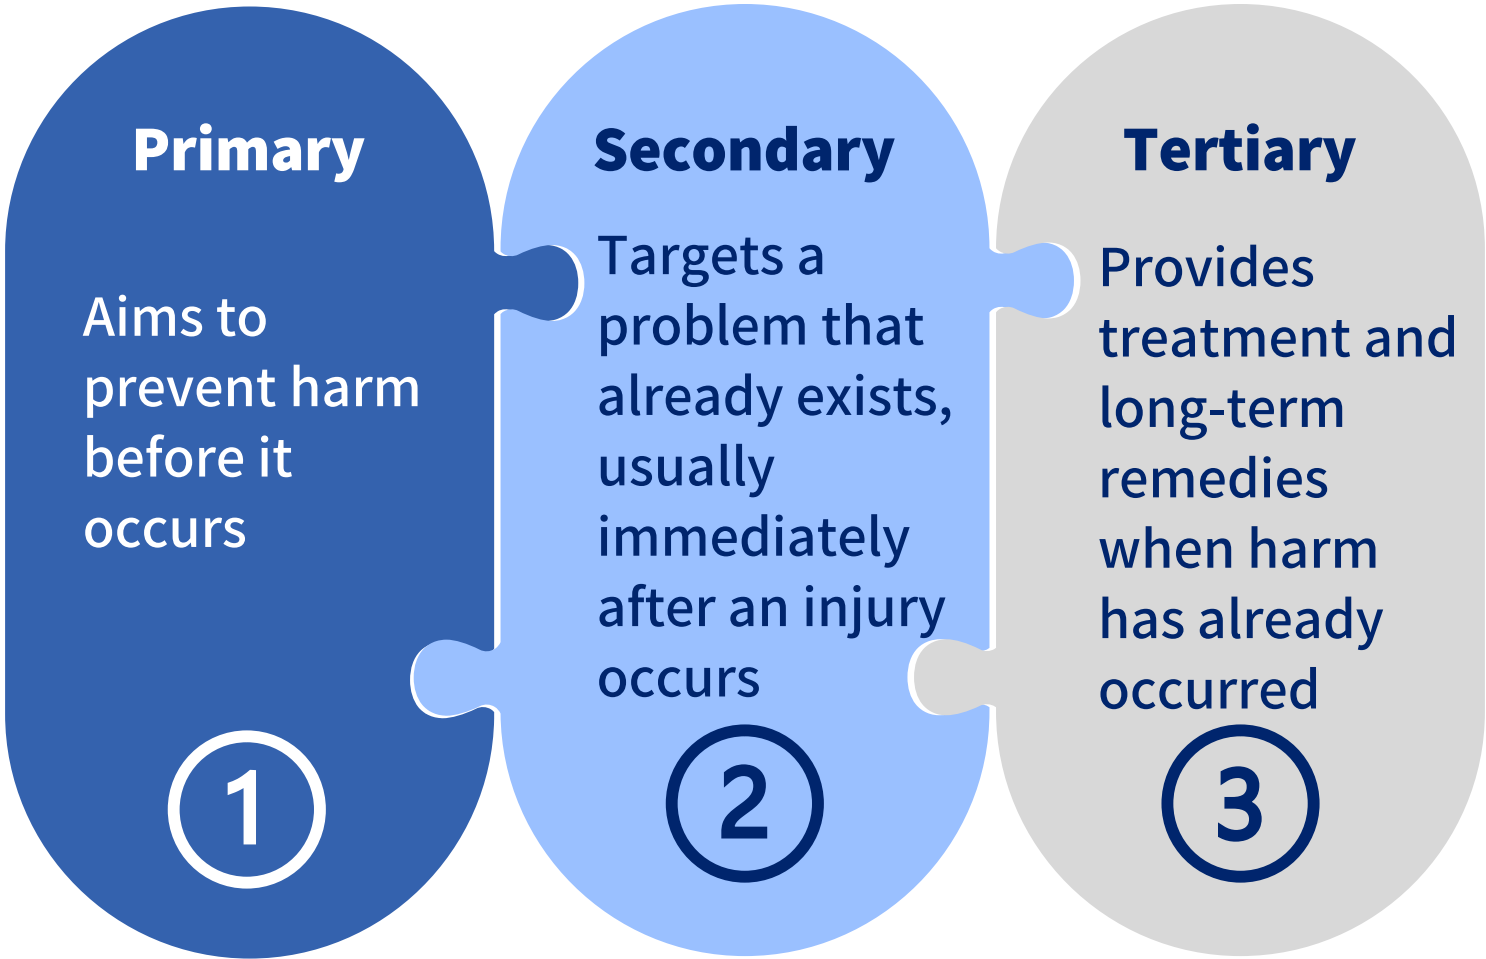 Primary
Aims to
prevent harm
before it
occurs
1
Secondary
Targets a
problem that
already exists,
usually
immediately
after an injury
occurs
2
Tertiary
Provides
treatment and
long-term
remedies
when harm
has already
occurred
3